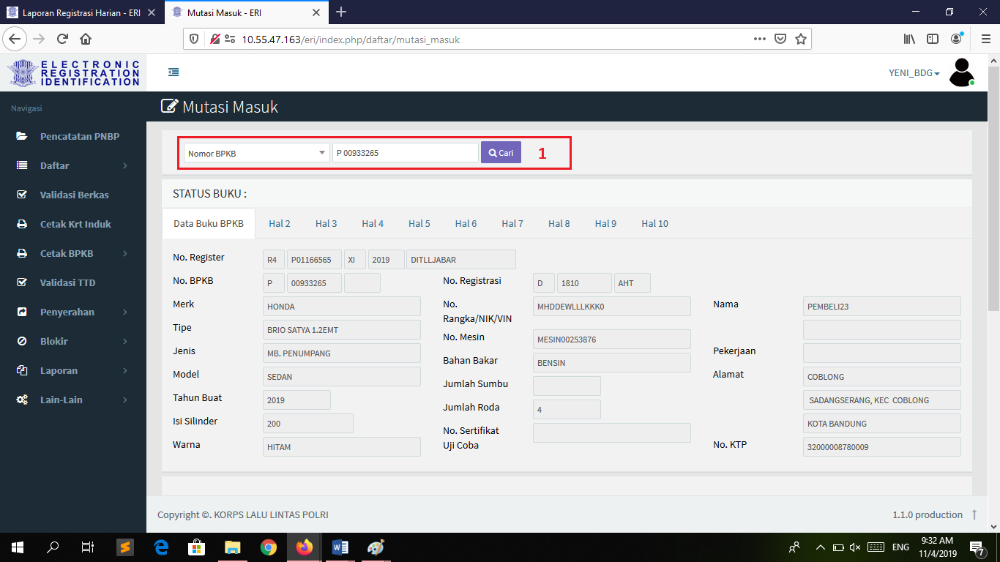 Laporan Registrasi Harian - ERI
Mutasi Masuk - ERI
10.55.47.163/eri/index.php/daftar/mutasi_masuk
ELECTRONIC
REGISTRATION
IDENTIFICATION
YENI_BDG
Navigasi
Mutasi Masuk
Pencatatan PNBP
Daftar
Validasi Berkas
Cetak Krt Induk
Cetak BPKB
Validasi TTD
Penyerahan
Blokir
Laporan
Lain-Lain
Nomor BPKB P 00933265 Cari 1
STATUS BUKU :
Data Buku BPKB Hal 2 Hal 3 Hal 4 Hal 5 Hal 6 Hal 7 Hal 8 Hal 9 Hal 10
No. Register R4 P01166565 XI 2019 DITLLJABAR
No. BPKB P 00933265
Merk HONDA
Tipe BRIO SATYA 1.2EMT
Jenis MB. PENUMPANG
Model SEDAN
Tahun Buat 2019
Isi Silinder 200
Warna HITAM
No. Registrasi D 1810 AHT
No.
Rangka/NIK/VIN MHDDEWLLLKKK0
No. Mesin MESIN00253876
Bahan Bakar BENSIN
Jumlah Sumbu
Jumlah Roda 4
No. Sertifikat
Uji Coba
Nama PEMBELI23
Pekerjaan
Alamat COBLONG
SADANGSERANG, KEC COBLONG
KOTA BANDUNG
No. KTP 32000008780009
Copyright ©. KORPS LALU LINTAS POLRI
1.1.0 production
ENG
9:32 AM
11/4/2019
7